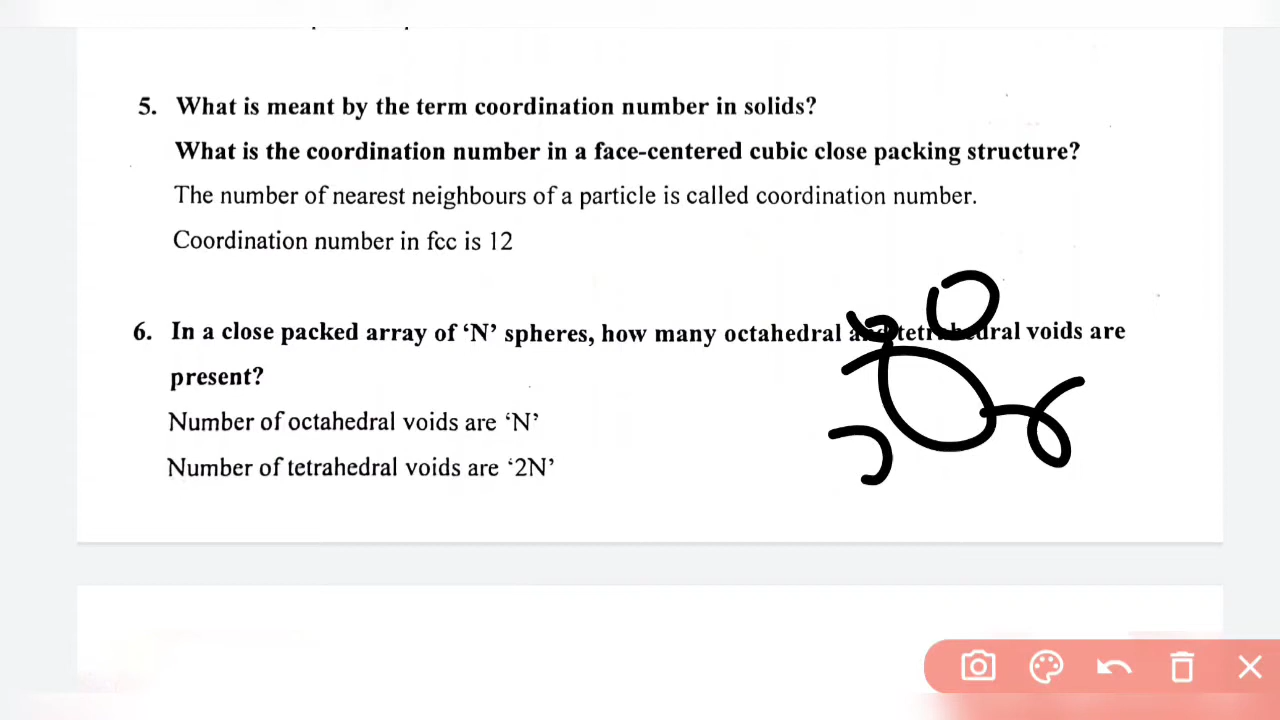 5. What is meant by the term coordination number in solids?
What is the coordination number in a face-centered cubic close packing structure?
The number of nearest neighbours of a particle is called coordination number.
Coordination number in fcc is 12
6. In a close packed array of ‘N’ spheres, how many octahedral and tetrahedral voids are
present?
Number of octahedral voids are ‘N’
Number of tetrahedral voids are ‘2N’